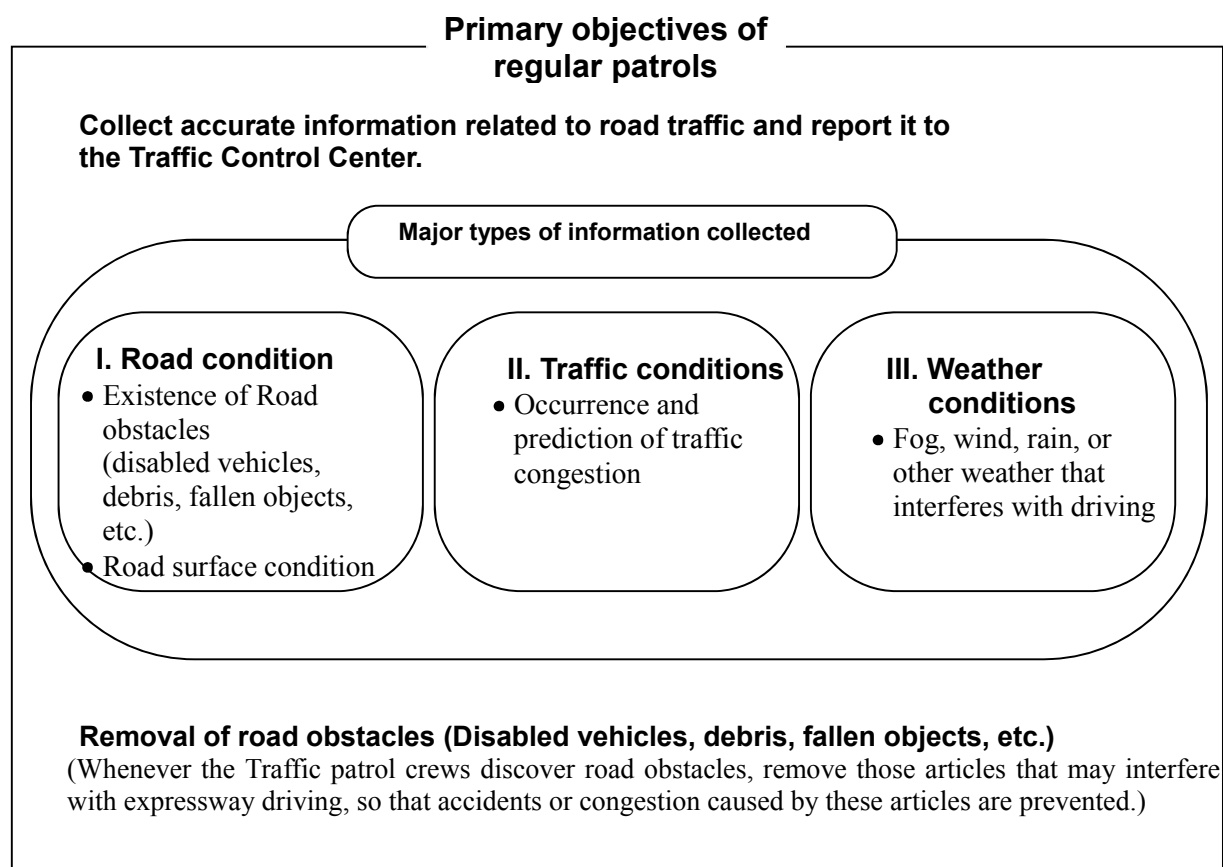 Primary objectives of
regular patrols
Collect accurate information related to road traffic and report it to
the Traffic Control Center.
Major types of information collected
I. Road condition
• Existence of Road
obstacles
(disabled vehicles,
debris, fallen objects,
etc.)
• Road surface condition
II. Traffic conditions
• Occurrence and
prediction of traffic
congestion
III. Weather
conditions
• Fog, wind, rain, or
other weather that
interferes with driving
Removal of road obstacles (Disabled vehicles, debris, fallen objects, etc.)
(Whenever the Traffic patrol crews discover road obstacles, remove those articles that may interfere
with expressway driving, so that accidents or congestion caused by these articles are prevented.)